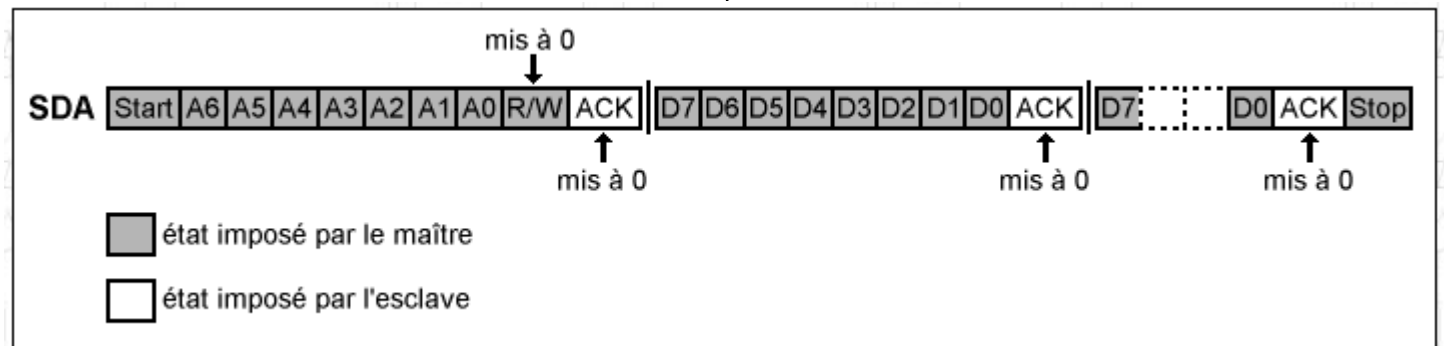 mis à 0
SDA Start A6 A5 A4 A3 A2 A1 A0 R/W ACK D7 D6 D5 D4 D3 D2 D1 D0 ACK D7 D0 ACK Stop
mis à 0 mis à 0 mis à 0
état imposé par le maître
état imposé par l'esclave